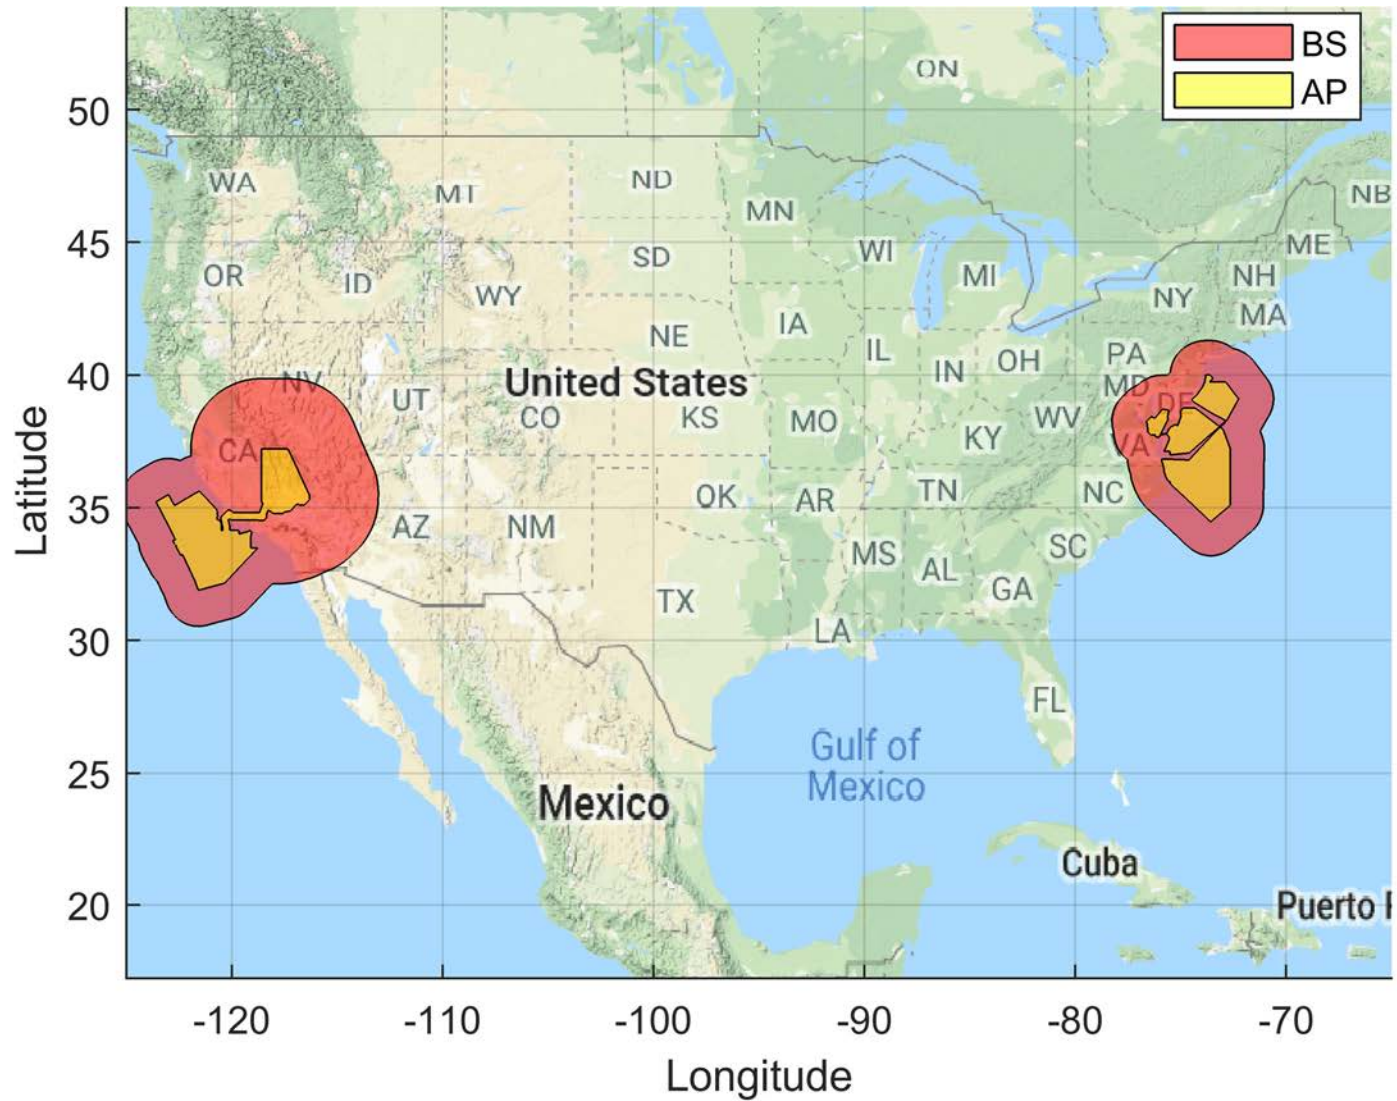 BS
AP
ON
50
WA
MT
ND
MN
NB
45
OR
ID
WY
SD
WI
MI
ME
NH
NY
MA
NE
IA
IL
IN
OH
PA
40
NV
UT
United States
CO
KS
MO
KY
WV
MD
DE
VA
CA
35
AZ
NM
OK
AR
TN
NC
MS
AL
SC
GA
TX
LA
30
FL
25
Gulf of
Mexico
Mexico
Cuba
20
Puerto
Latitude
-120
-110
-100
-90
-80
-70
Longitude